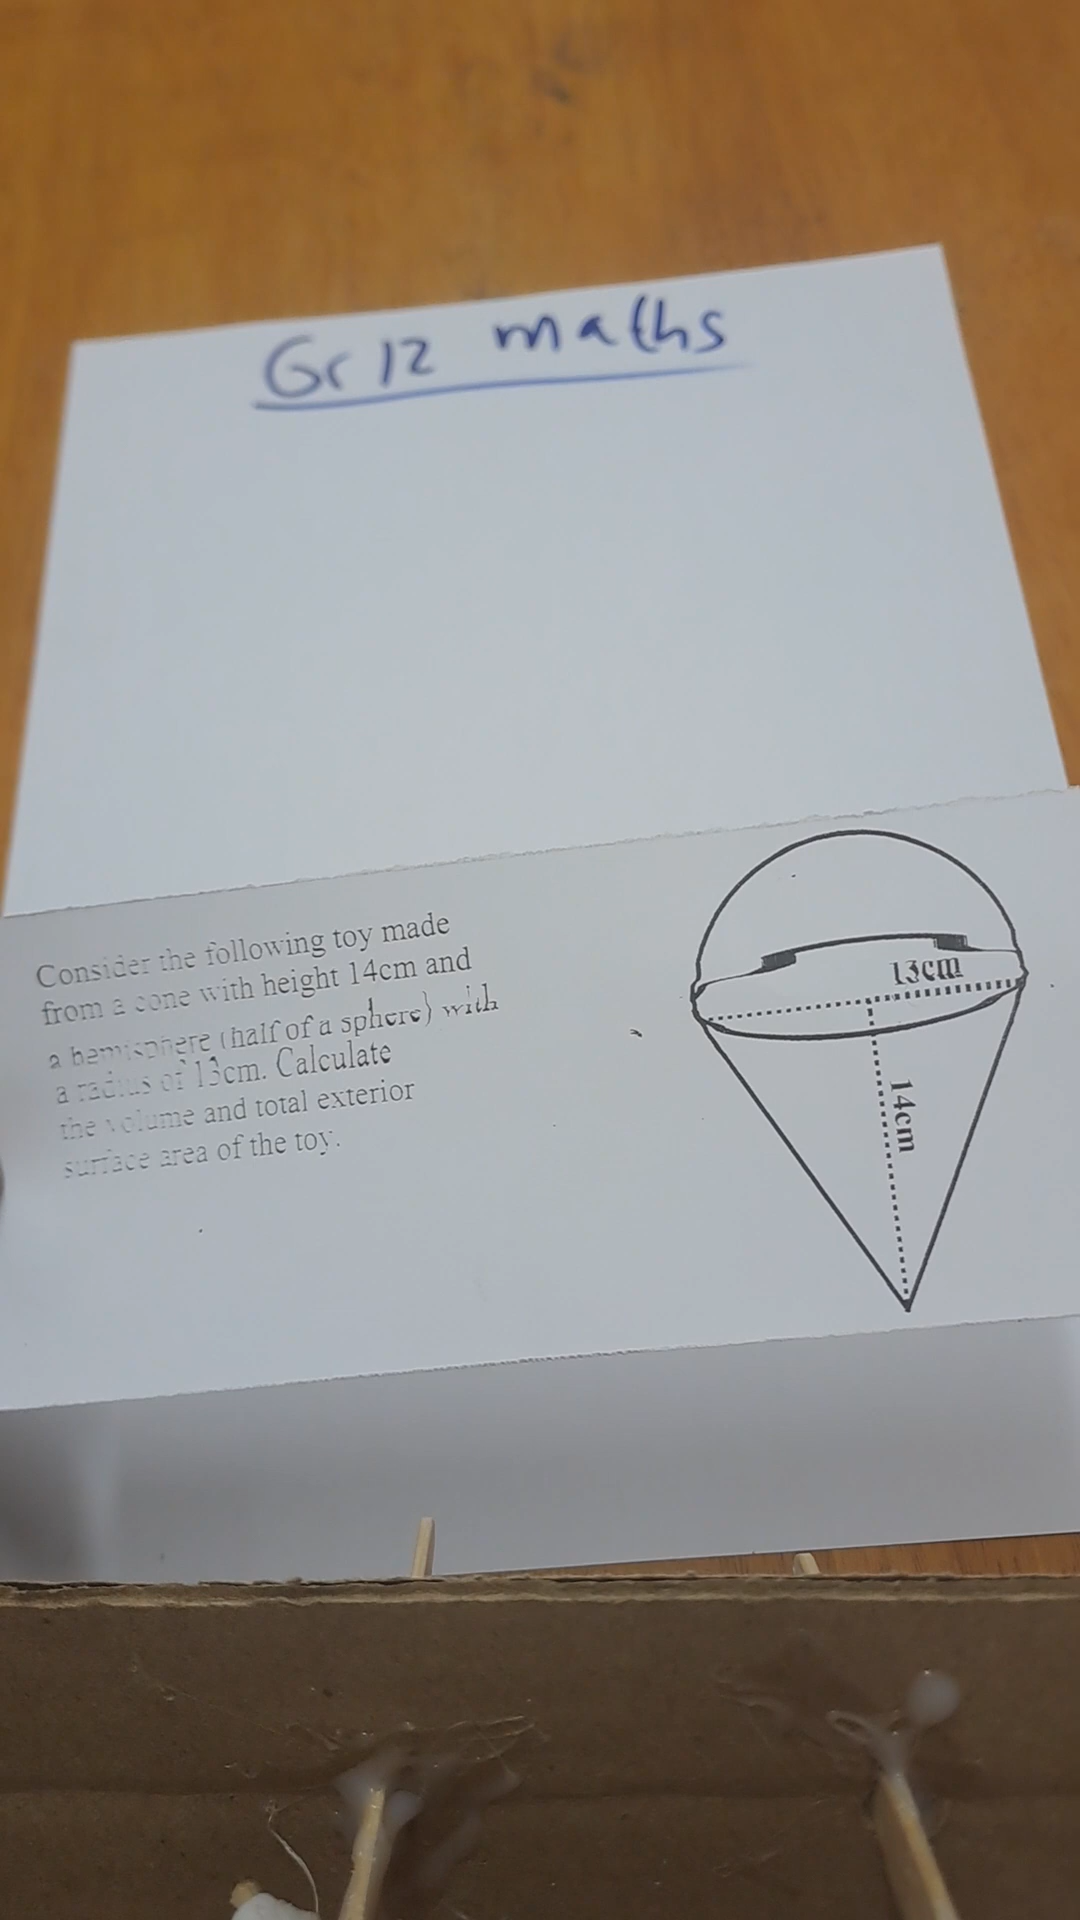 Gr 12 maths
Consider the following toy made
from a cone with height 14cm and
a hemisphere (half of a sphere) with
a radius of 13cm. Calculate
the volume and total exterior
surface area of the toy.
13cm
14cm